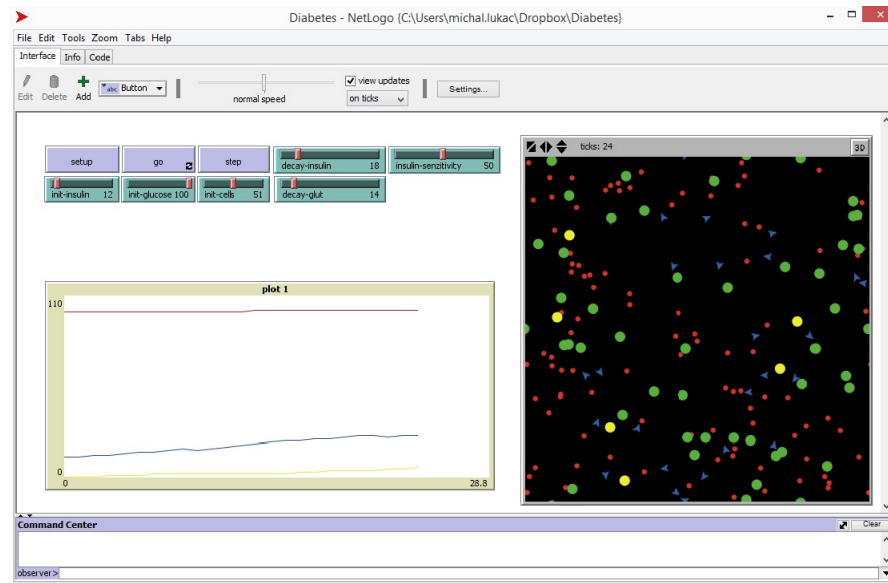 Diabetes - NetLogo {C:\Users\michal.lukac\Dropbox\Diabetes}
File Edit Tools Zoom Tabs Help
Interface Info Code
Edit Delete Add
abc Button
normal speed
view updates
on ticks
Settings...
setup go step
decay-insulin 18
insulin-senzitivity 50
init-insulin 12
init-glucose 100
init-cells 51
decay-glut 14
ticks: 24
3D
plot 1
110
0
0 28.8
Command Center
Clear
observer>